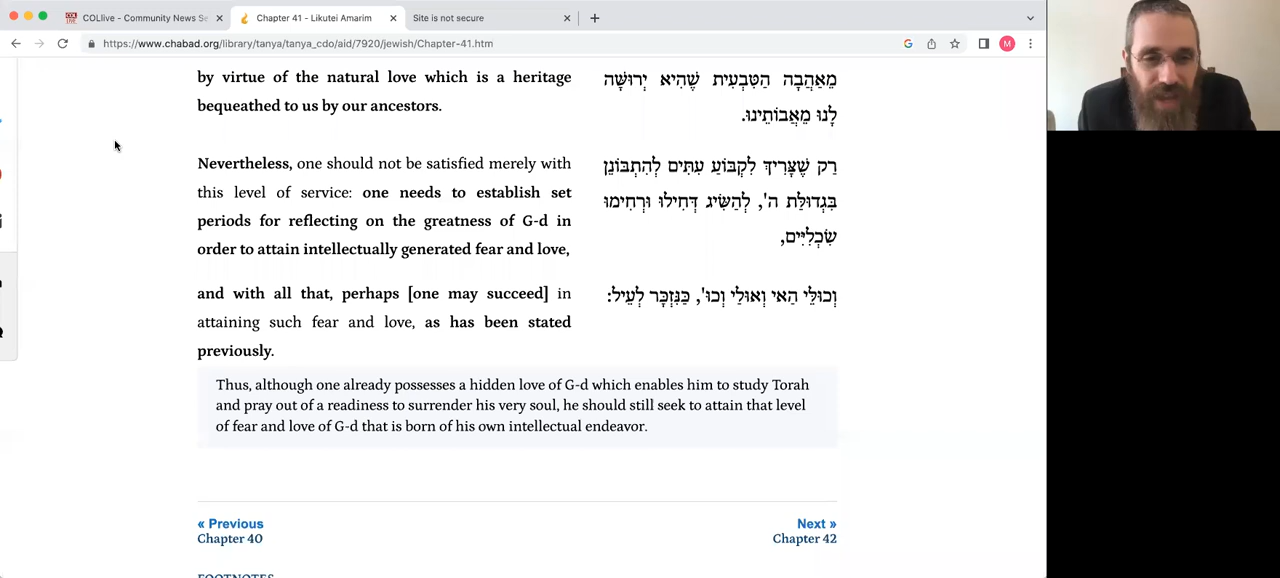 COLlive - Community News Se
Chapter 41 - Likutei Amarim
Site is not secure
https://www.chabad.org/library/tanya/tanya_cdo/aid/7920/jewish/Chapter-41.htm
G
M
by virtue of the natural love which is a heritage
bequeathed to us by our ancestors.
מֵאַהֲבָה הַטִּבְעִית שֶׁהִיא יְרוּשָּׁה
לָנוּ מֵאֲבוֹתֵינוּ.
Nevertheless, one should not be satisfied merely with
this level of service: one needs to establish set
periods for reflecting on the greatness of G-d in
order to attain intellectually generated fear and love,
רַק שֶׁצָּרִיךְ לִקְבּוֹעַ עִתִּים לְהִתְבּוֹנֵן
בִּגְדוּלַּת ה', לְהַשִּׂיג דְּחִילוּ וּרְחִימוּ
שִׂכְלִיִּים,
and with all that, perhaps [one may succeed] in
attaining such fear and love, as has been stated
previously.
וְכוּלֵּי הַאי וְאוּלַי וְכוּ', כַּנִּזְכָּר לְעֵיל:
Thus, although one already possesses a hidden love of G-d which enables him to study Torah
and pray out of a readiness to surrender his very soul, he should still seek to attain that level
of fear and love of G-d that is born of his own intellectual endeavor.
« Previous
Chapter 40
Next »
Chapter 42
FOOTNOTES